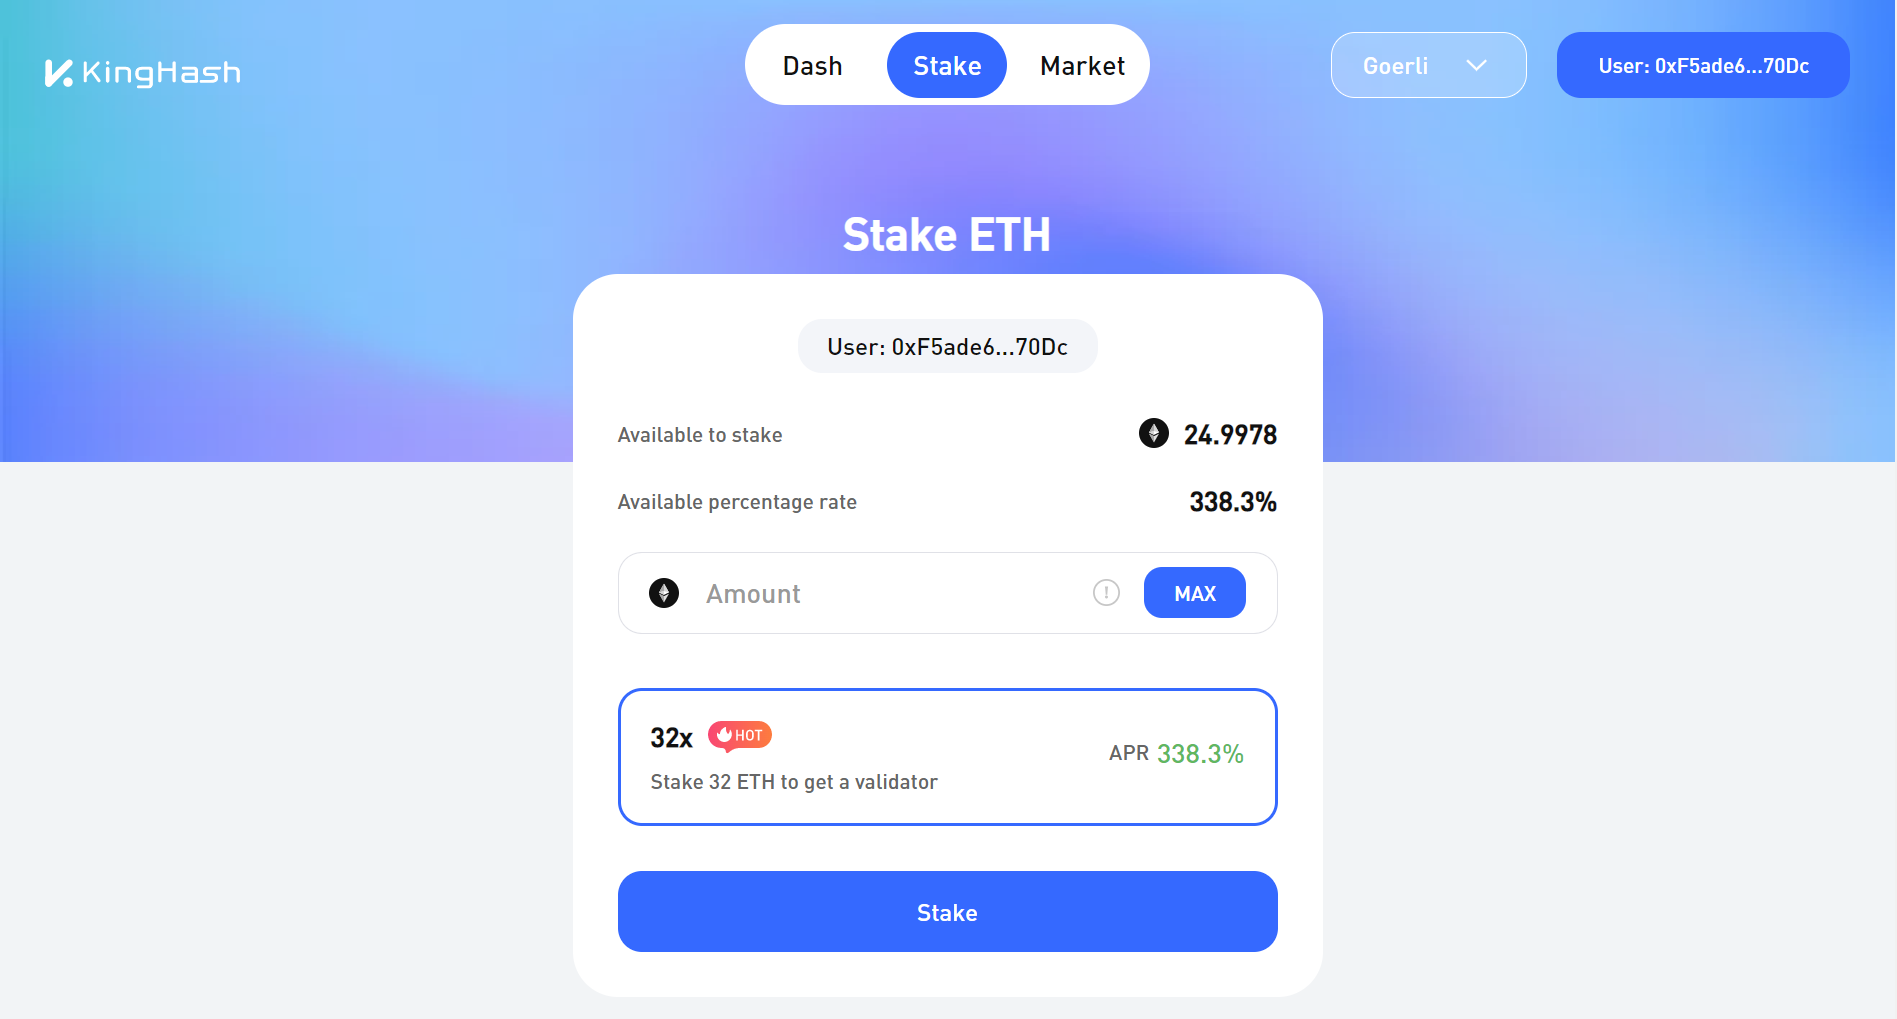 KingHash
Dash
Stake
Market
Goerli
User: 0xF5ade6...70Dc
Stake ETH
User: 0xF5ade6...70Dc
Available to stake
24.9978
Available percentage rate
338.3%
Amount
!
MAX
32x
HOT
Stake 32 ETH to get a validator
APR 338.3%
Stake